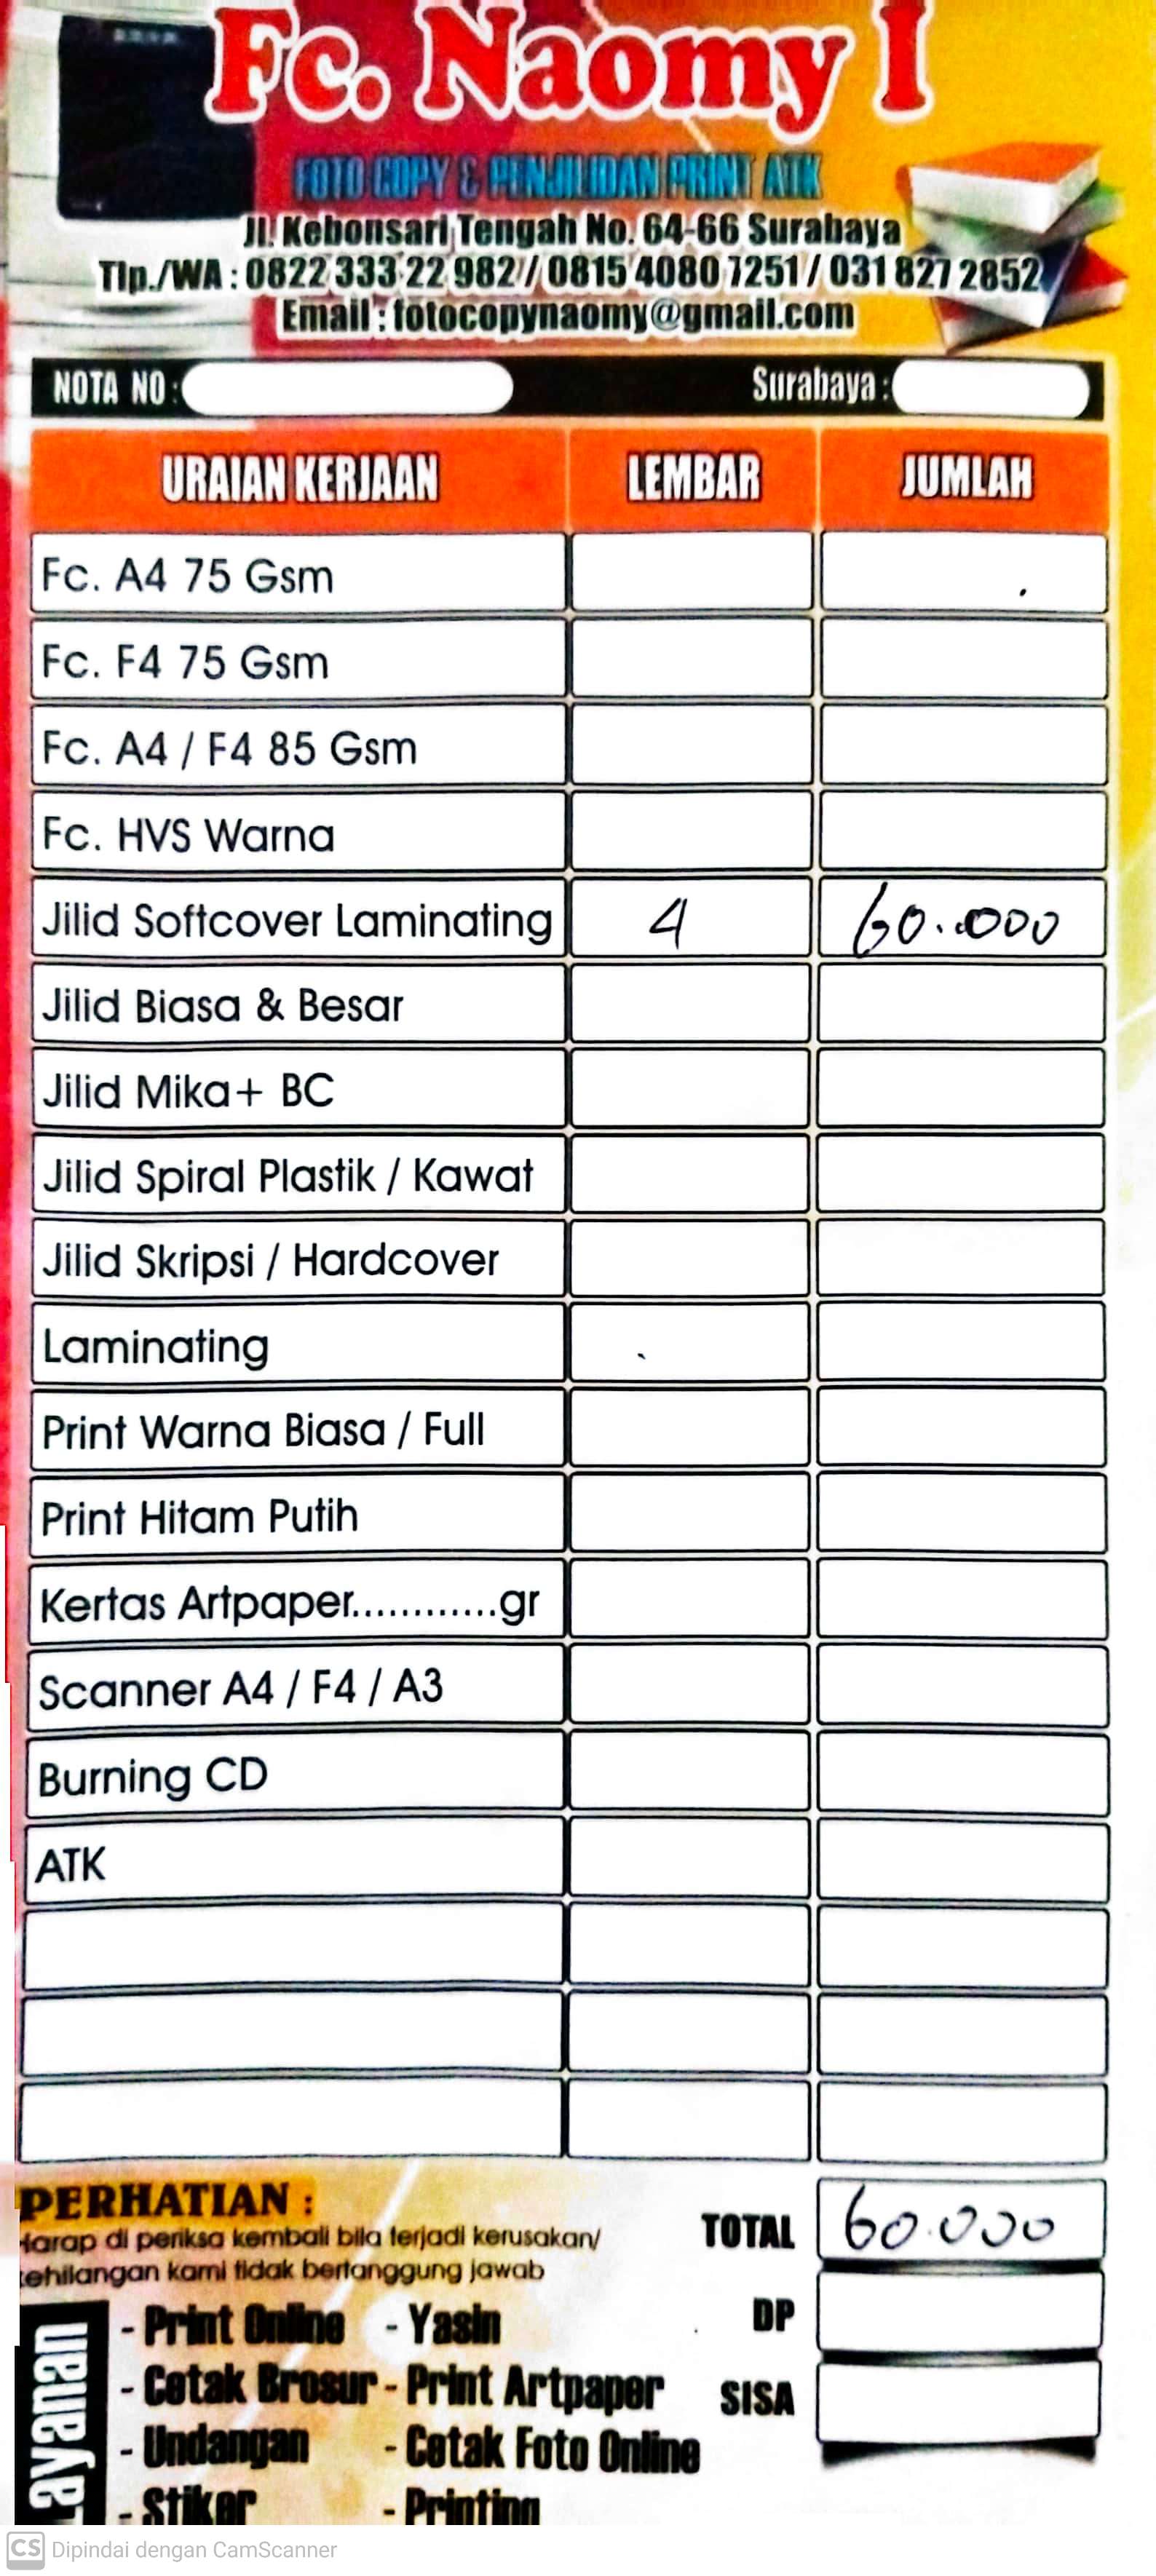 Fc. Naomy I
FOTO COPY & PENJILIDAN PRINT ATK
Jl. Kebonsari Tengah No. 64-66 Surabaya
Tlp./WA : 0822 333 22 982 / 0815 4080 7251 / 031 827 2852
Email : fotocopynaomy@gmail.com
NOTA NO : Surabaya :
URAIAN KERJAAN LEMBAR JUMLAH
Fc. A4 75 Gsm
Fc. F4 75 Gsm
Fc. A4 / F4 85 Gsm
Fc. HVS Warna
Jilid Softcover Laminating 4 60.000
Jilid Biasa & Besar
Jilid Mika+ BC
Jilid Spiral Plastik / Kawat
Jilid Skripsi / Hardcover
Laminating
Print Warna Biasa / Full
Print Hitam Putih
Kertas Artpaper............gr
Scanner A4 / F4 / A3
Burning CD
ATK
PERHATIAN :
Harap di periksa kembali bila terjadi kerusakan/
kehilangan kami tidak bertanggung jawab
TOTAL 60.000
DP
SISA
Layanan
- Print Online - Yasin
- Cetak Brosur - Print Artpaper
- Undangan - Cetak Foto Online
- Stiker - Printing
CS Dipindai dengan CamScanner